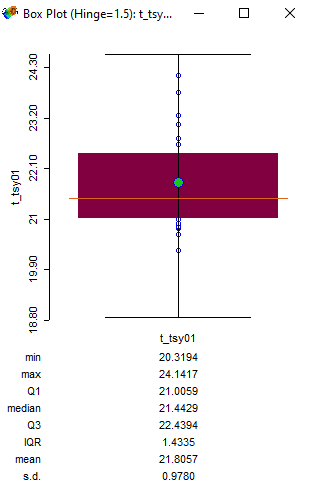 Box Plot (Hinge=1.5): t_tsy...
24.30
23.20
22.10
21
19.90
18.80
t_tsy01
t_tsy01
min 20.3194
max 24.1417
Q1 21.0059
median 21.4429
Q3 22.4394
IQR 1.4335
mean 21.8057
s.d. 0.9780